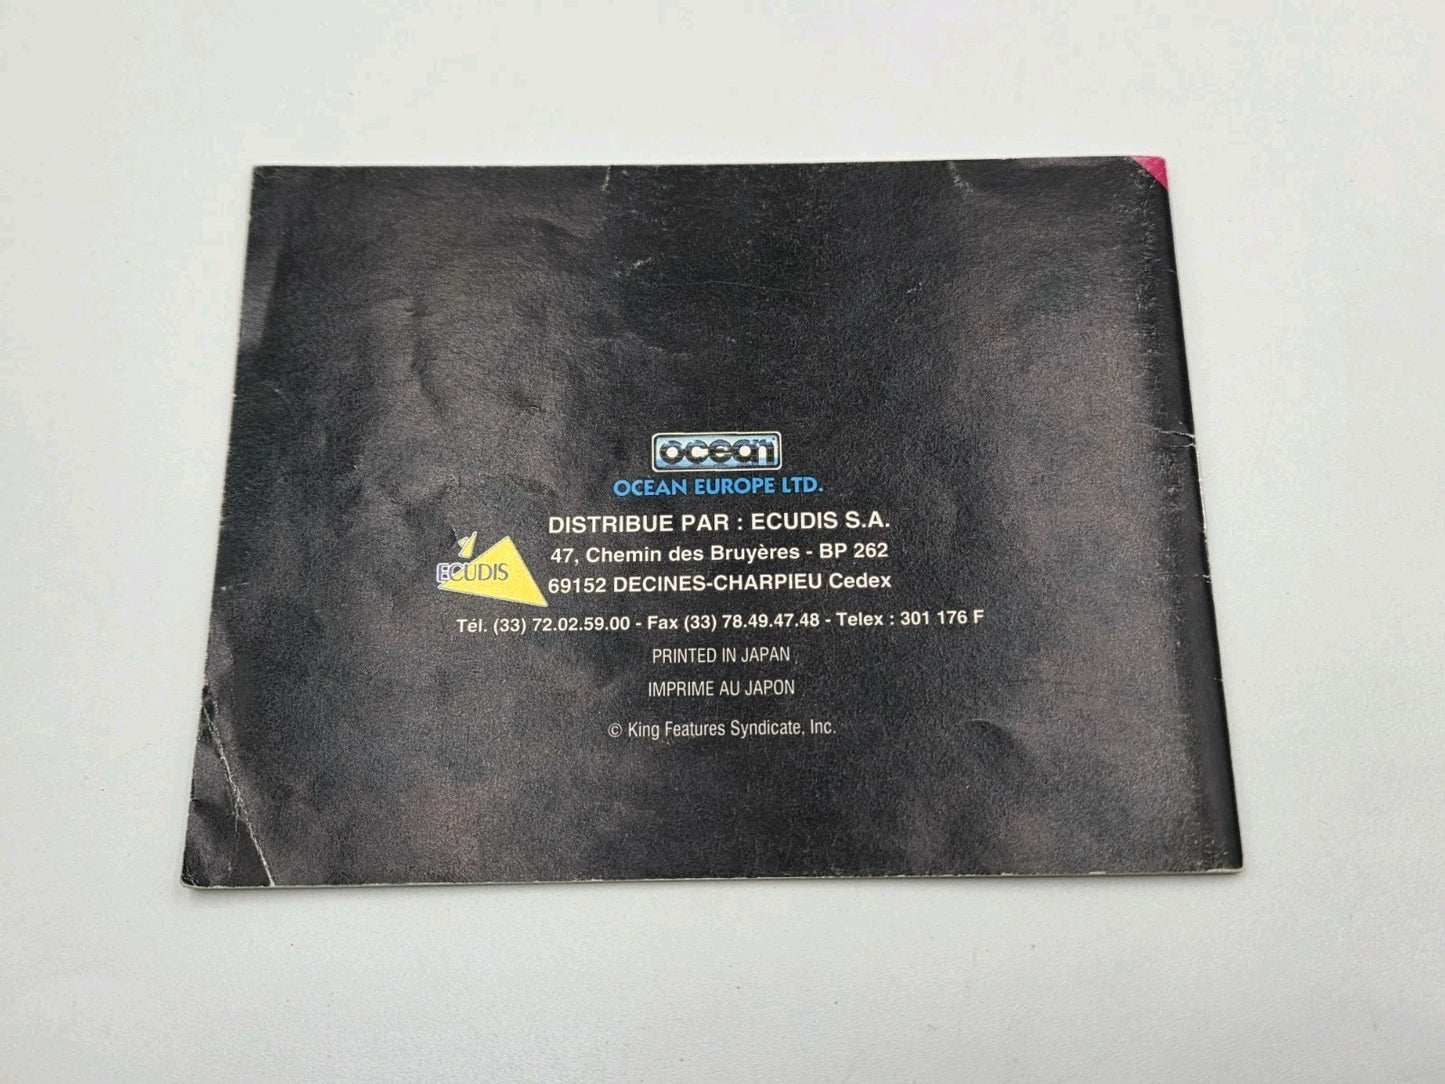 ocean
OCEAN EUROPE LTD.
DISTRIBUE PAR : ECUDIS S.A.
47, Chemin des Bruyères - BP 262
ECUDIS
69152 DECINES-CHARPIEU Cedex
Tél. (33) 72.02.59.00 - Fax (33) 78.49.47.48 - Telex : 301 176 F
PRINTED IN JAPAN
IMPRIME AU JAPON
© King Features Syndicate, Inc.